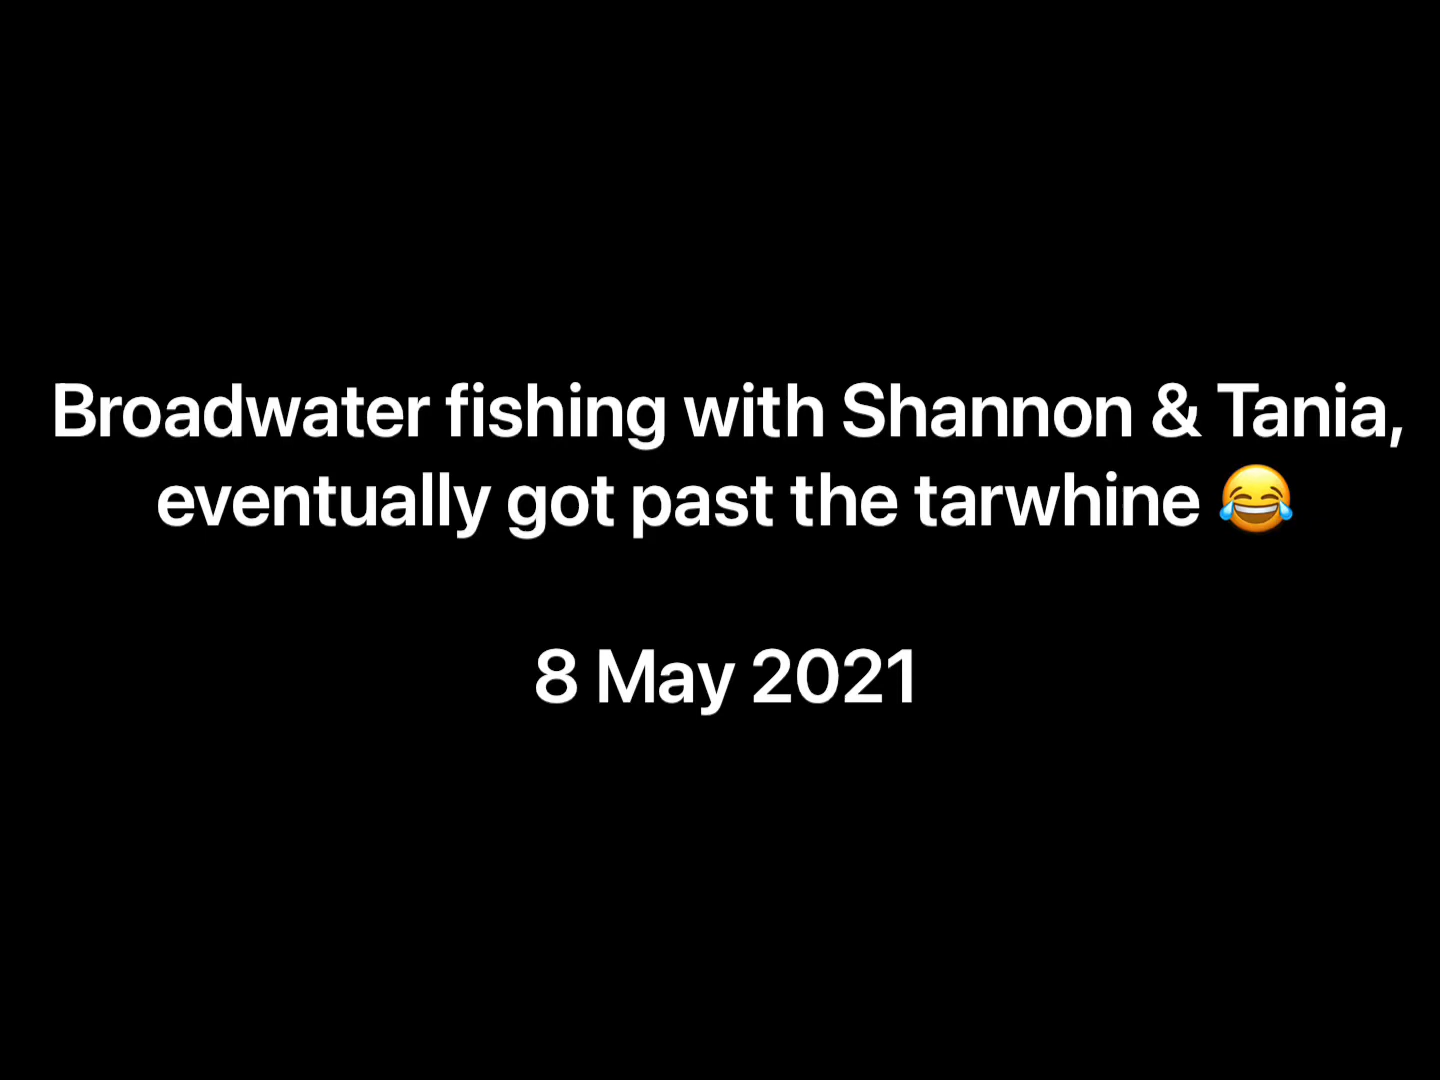 Broadwater fishing with Shannon & Tania,
eventually got past the tarwhine 😂
8 May 2021